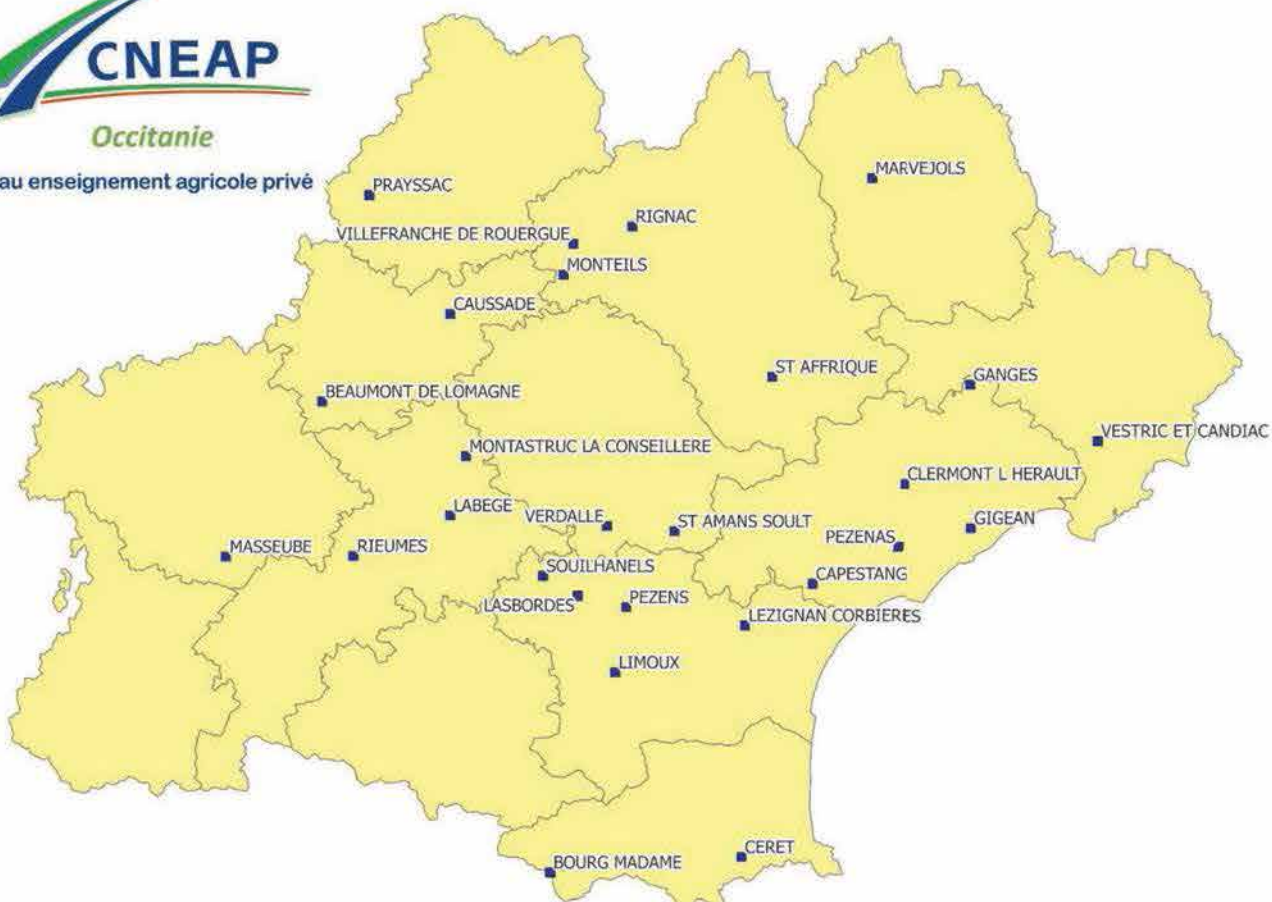 CNEAP
Occitanie
au enseignement agricole privé
PRAYSSAC
MARVEJOLS
RIGNAC
VILLEFRANCHE DE ROUERGUE
MONTEILS
CAUSSADE
ST AFFRIQUE
GANGES
BEAUMONT DE LOMAGNE
VESTRIC ET CANDIAC
MONTASTRUC LA CONSEILLERE
CLERMONT L HERAULT
LABEGE
VERDALLE
ST AMANS SOULT
GIGEAN
PEZENAS
MASSEUBE
RIEUMES
SOUILHANELS
CAPESTANG
LASBORDES
PEZENS
LEZIGNAN CORBIERES
LIMOUX
CERET
BOURG MADAME